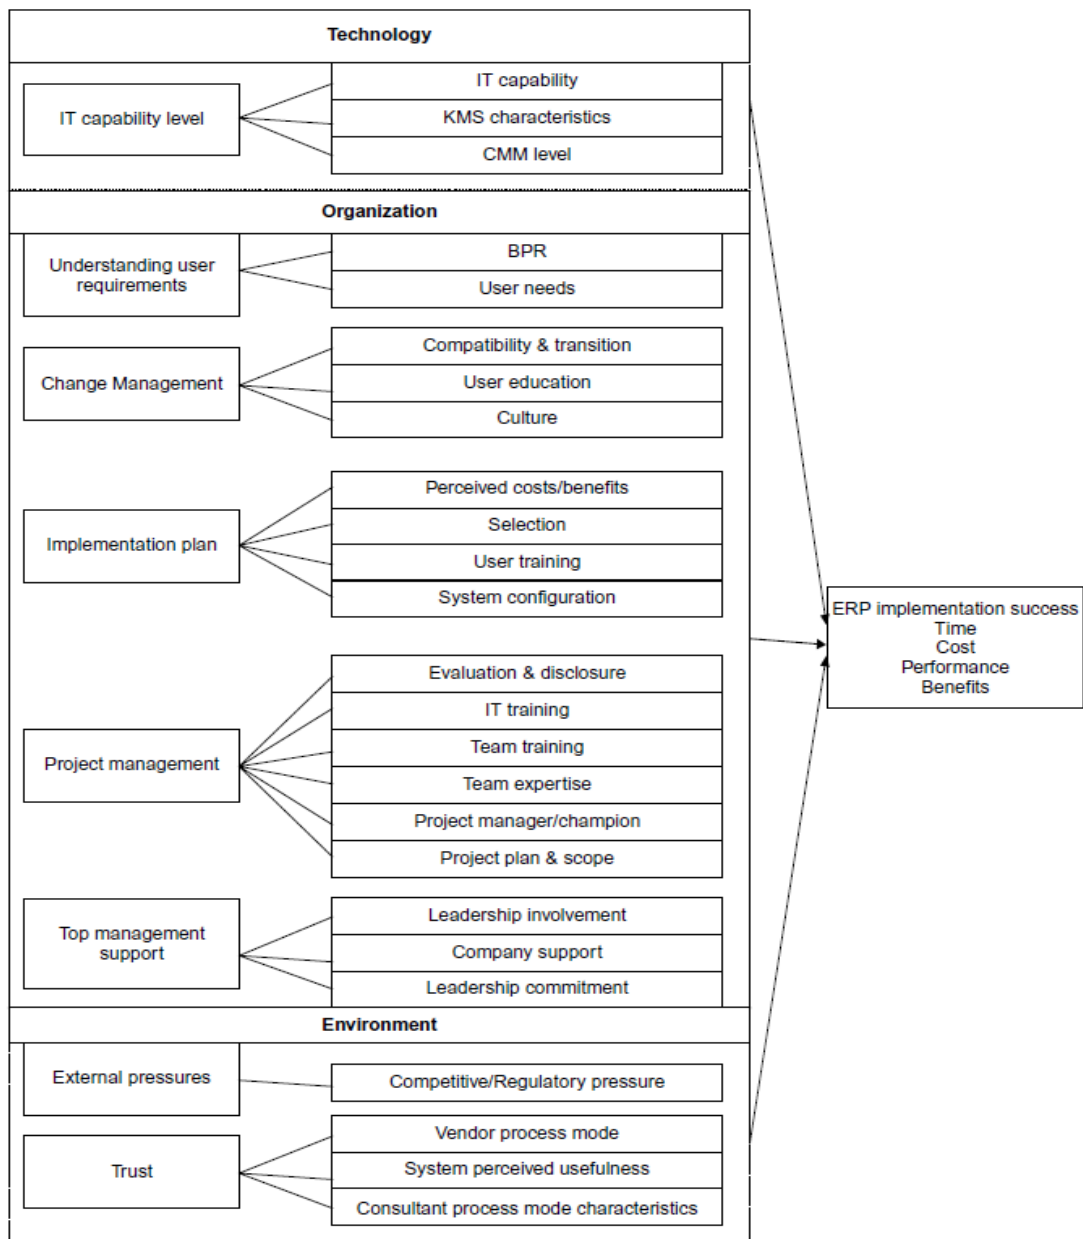 Technology
IT capability level
IT capability
KMS characteristics
CMM level
Organization
Understanding user
requirements
BPR
User needs
Change Management
Compatibility & transition
User education
Culture
Implementation plan
Perceived costs/benefits
Selection
User training
System configuration
Project management
Evaluation & disclosure
IT training
Team training
Team expertise
Project manager/champion
Project plan & scope
Top management
support
Leadership involvement
Company support
Leadership commitment
Environment
External pressures
Competitive/Regulatory pressure
Trust
Vendor process mode
System perceived usefulness
Consultant process mode characteristics
ERP implementation success
Time
Cost
Performance
Benefits